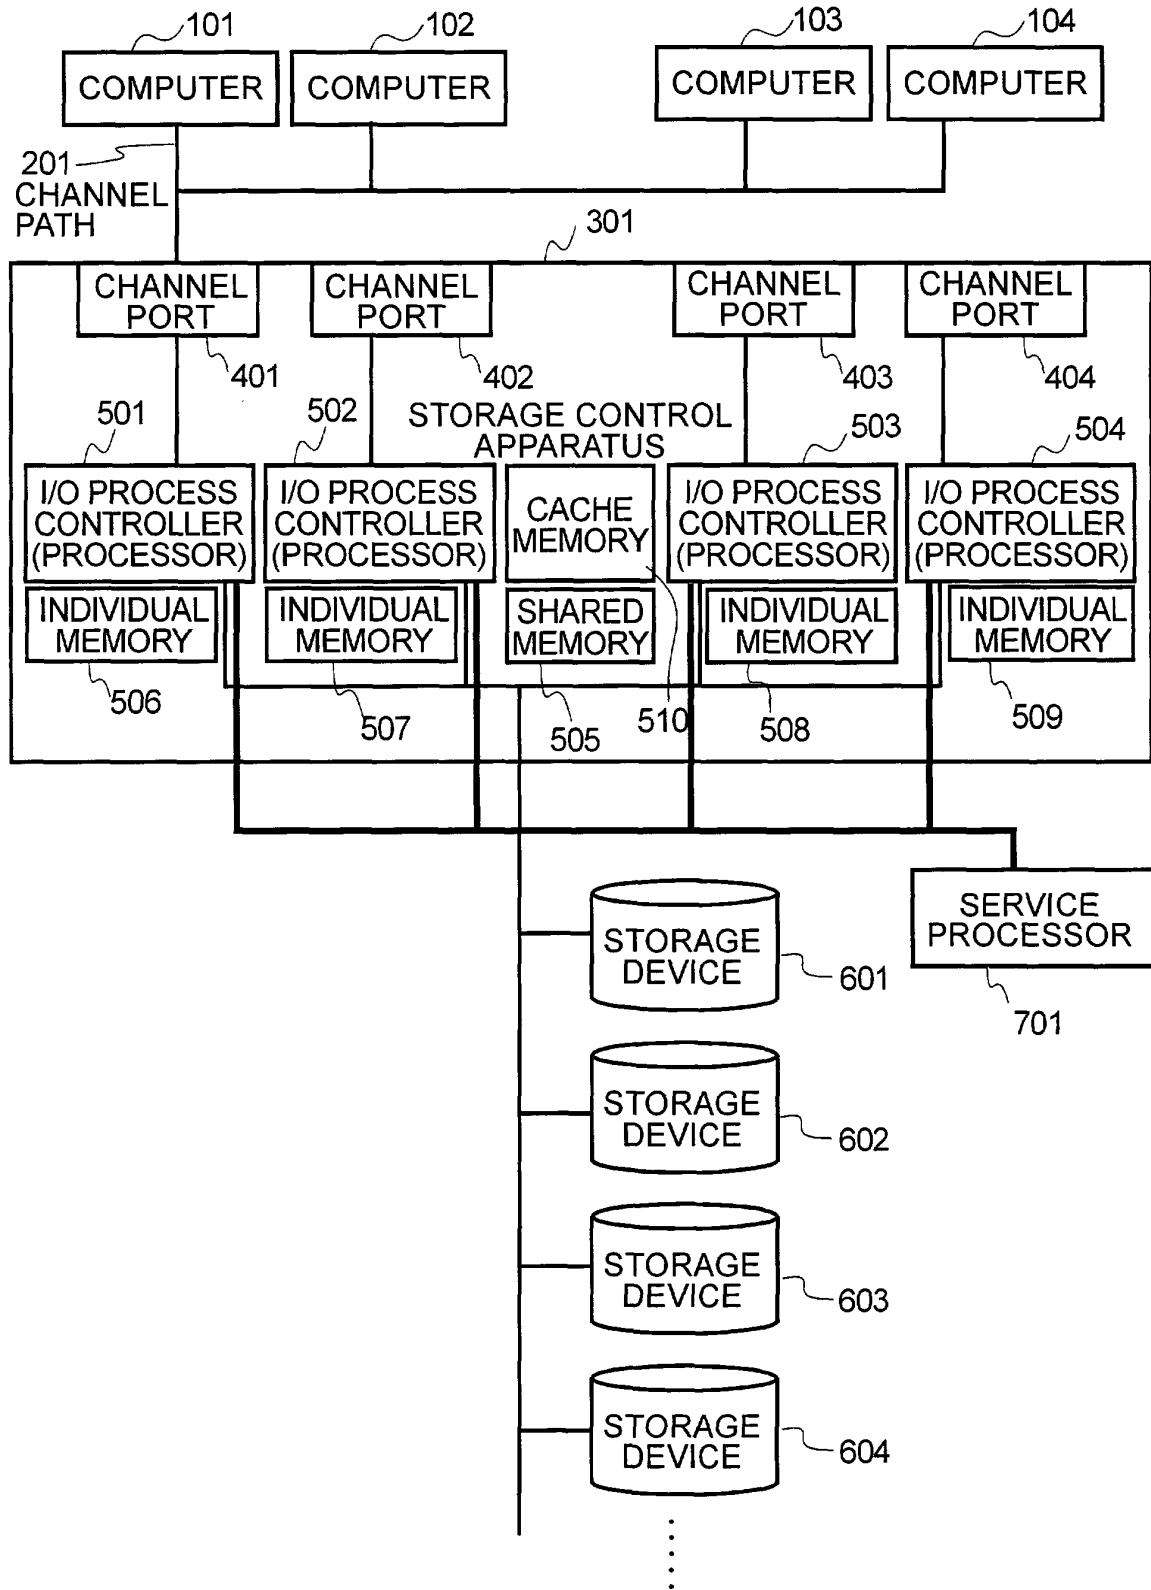 101
102
103
104
COMPUTER
COMPUTER
COMPUTER
COMPUTER
201
CHANNEL
PATH
301
CHANNEL
PORT
CHANNEL
PORT
CHANNEL
PORT
CHANNEL
PORT
401
402
403
404
STORAGE CONTROL
APPARATUS
501
502
503
504
I/O PROCESS
CONTROLLER
(PROCESSOR)
I/O PROCESS
CONTROLLER
(PROCESSOR)
CACHE
MEMORY
I/O PROCESS
CONTROLLER
(PROCESSOR)
I/O PROCESS
CONTROLLER
(PROCESSOR)
INDIVIDUAL
MEMORY
INDIVIDUAL
MEMORY
SHARED
MEMORY
INDIVIDUAL
MEMORY
INDIVIDUAL
MEMORY
506
507
505
510
508
509
STORAGE
DEVICE
601
SERVICE
PROCESSOR
701
STORAGE
DEVICE
602
STORAGE
DEVICE
603
STORAGE
DEVICE
604